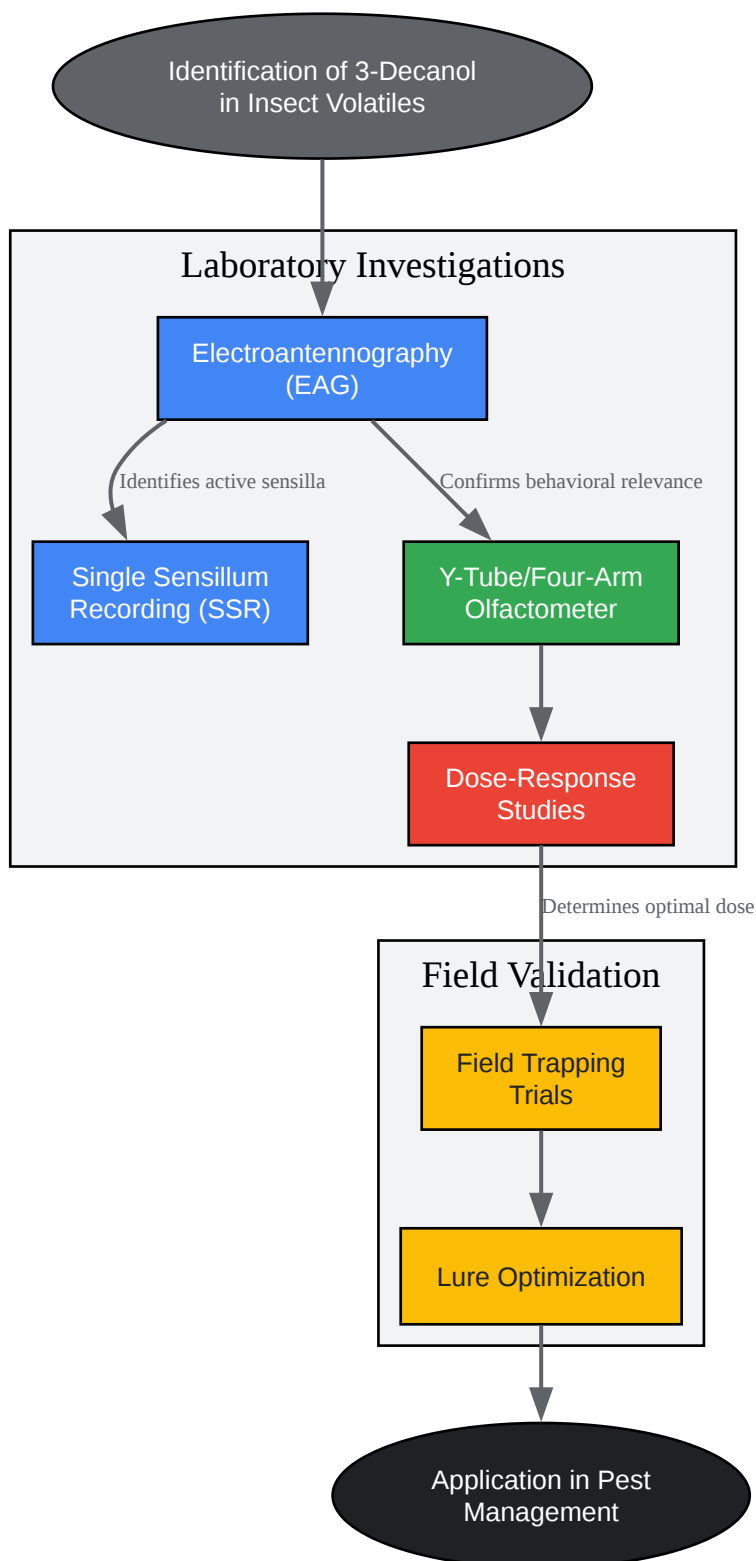 Identification of 3-Decanol
in Insect Volatiles
Laboratory Investigations
Electroantennography
(EAG)
Identifies active sensilla
Confirms behavioral relevance
Single Sensillum
Recording (SSR)
Y-Tube/Four-Arm
Olfactometer
Dose-Response
Studies
Determines optimal dose
Field Validation
Field Trapping
Trials
Lure Optimization
Application in Pest
Management